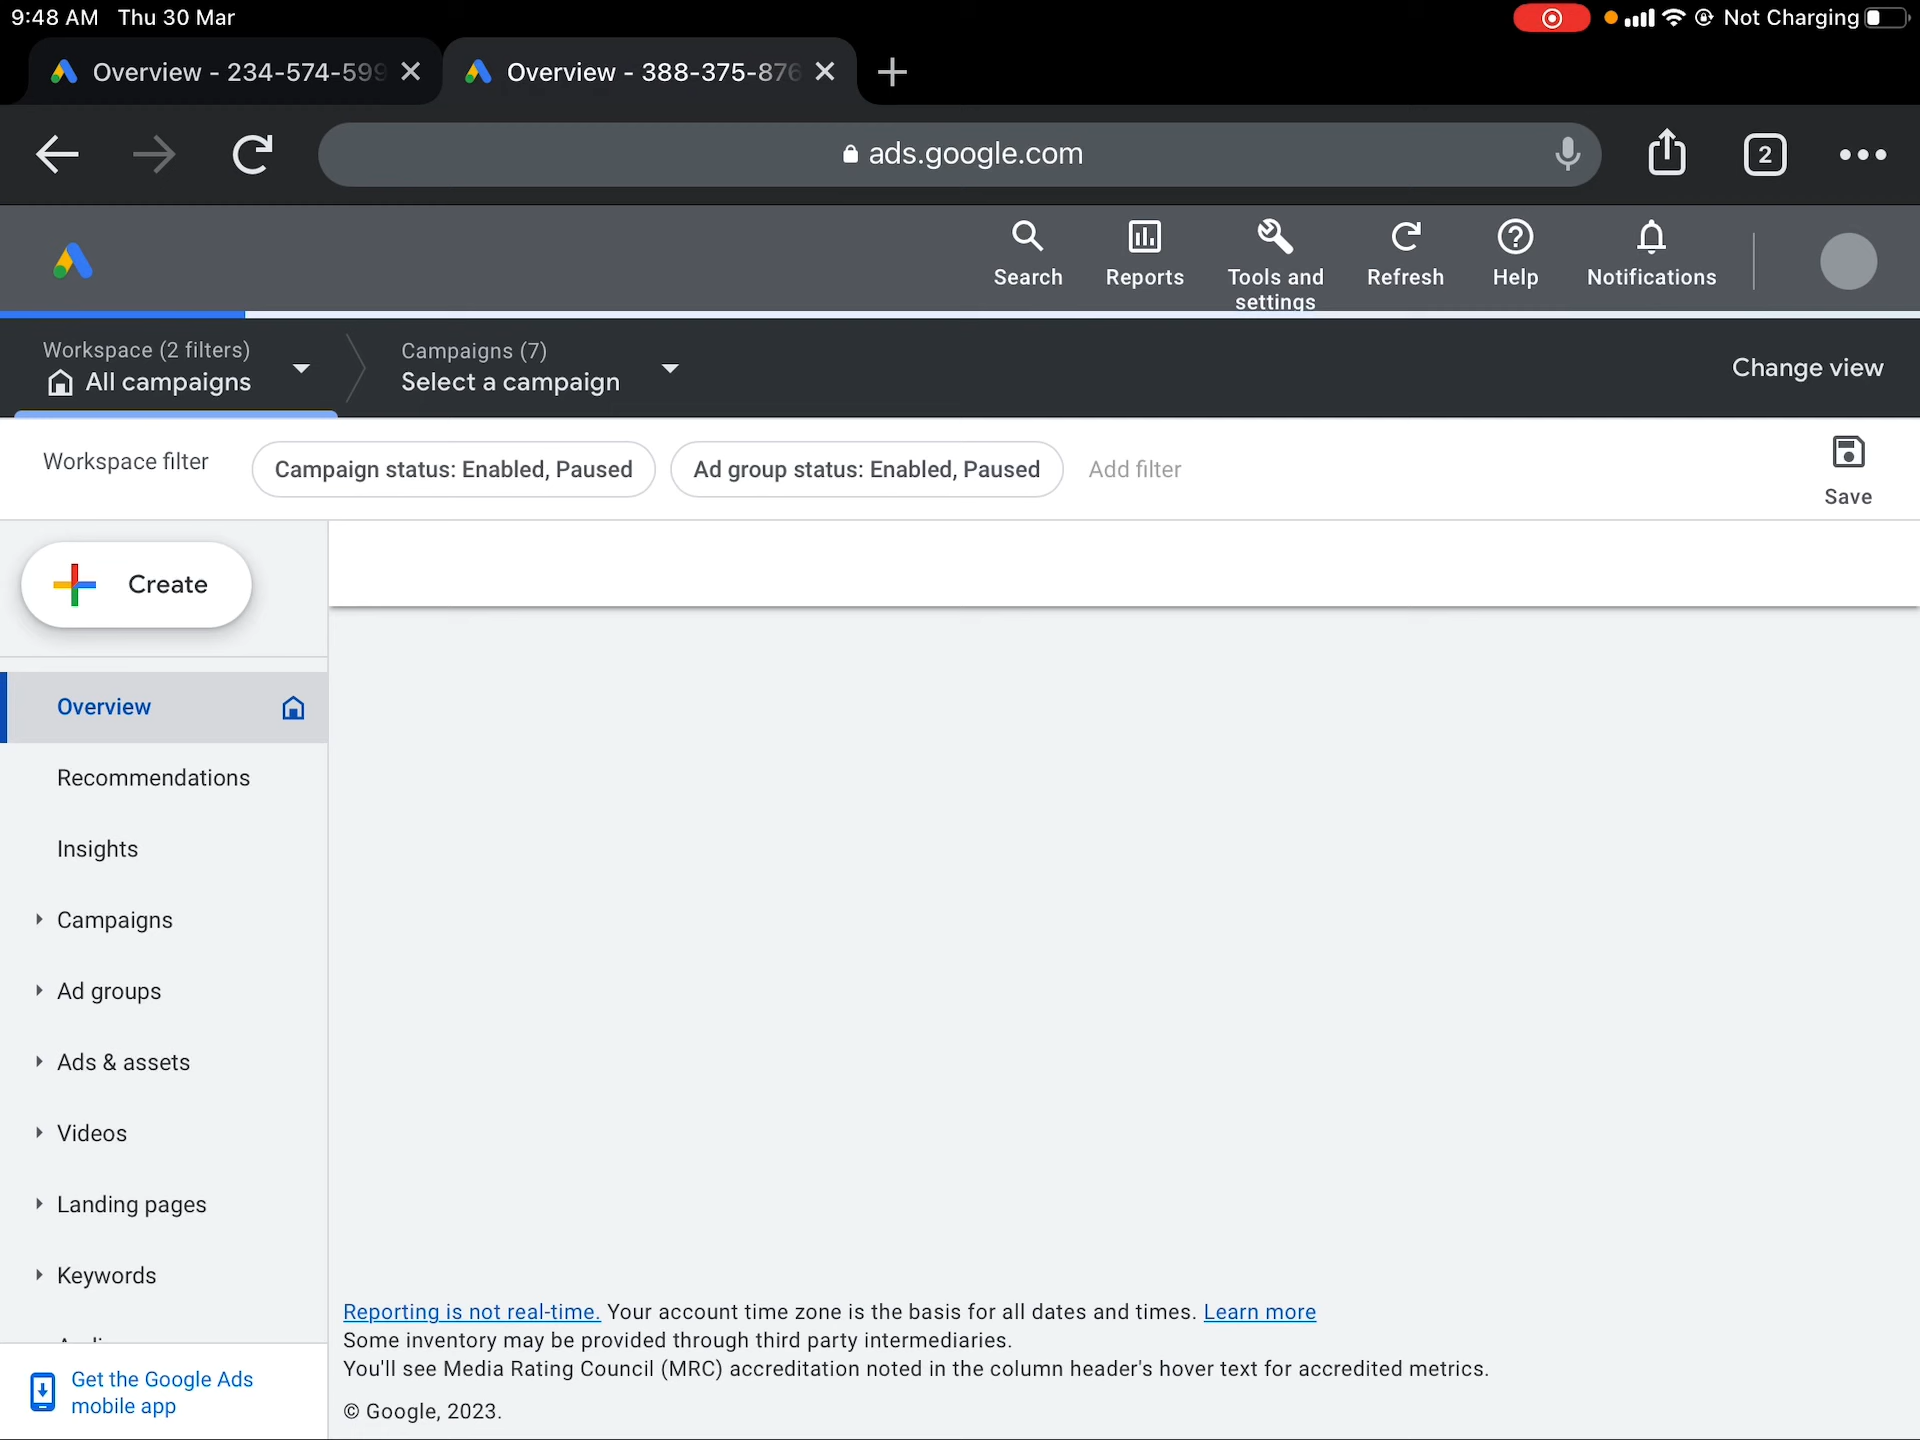 9:48 AM Thu 30 Mar
Not Charging
Overview - 234-574-599
Overview - 388-375-876
ads.google.com
2
Search
Reports
Tools and
settings
Refresh
Help
Notifications
Workspace (2 filters)
All campaigns
Campaigns (7)
Select a campaign
Change view
Workspace filter
Campaign status: Enabled, Paused
Ad group status: Enabled, Paused
Add filter
Save
Create
Overview
Recommendations
Insights
Campaigns
Ad groups
Ads & assets
Videos
Landing pages
Keywords
Get the Google Ads
mobile app
Reporting is not real-time. Your account time zone is the basis for all dates and times. Learn more
Some inventory may be provided through third party intermediaries.
You'll see Media Rating Council (MRC) accreditation noted in the column header's hover text for accredited metrics.
© Google, 2023.